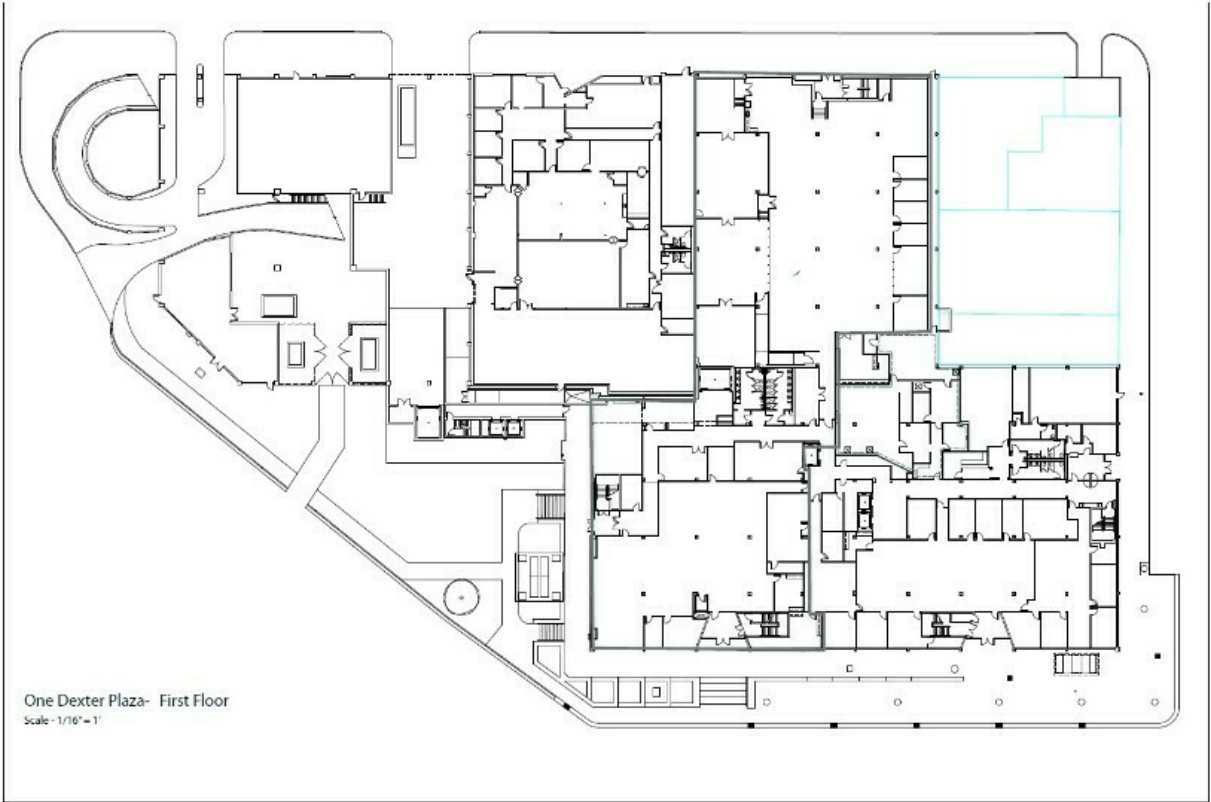 One Dexter Plaza- First Floor
Scale - 1/16" = 1'